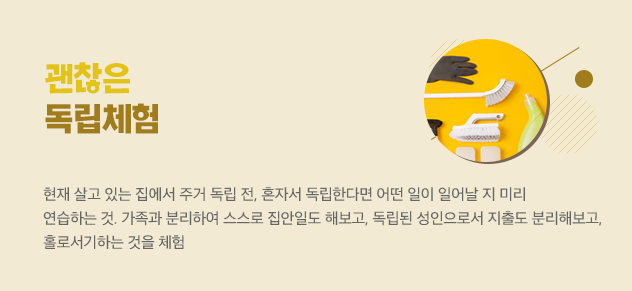 괜찮은
독립체험
현재 살고 있는 집에서 주거 독립 전, 혼자서 독립한다면 어떤 일이 일어날 지 미리
연습하는 것. 가족과 분리하여 스스로 집안일도 해보고, 독립된 성인으로서 지출도 분리해보고,
홀로서기하는 것을 체험